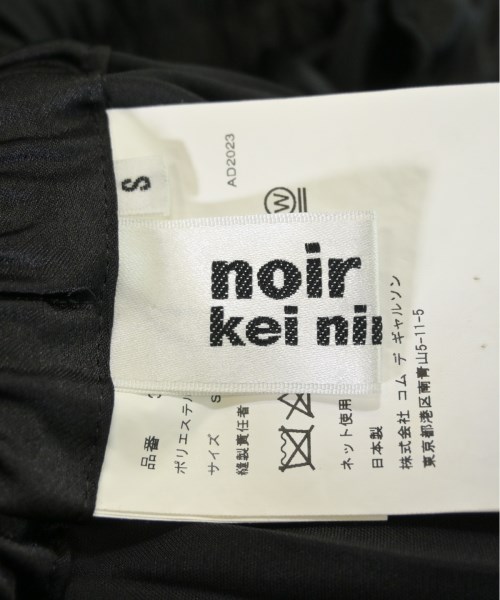 noir
kei nii
S
AD2023
品番 3
ポリエステル
サイズ S
縫製責任者
ネット使用
日本製
株式会社 コム デ ギャルソン
東京都港区南青山5-11-5
W